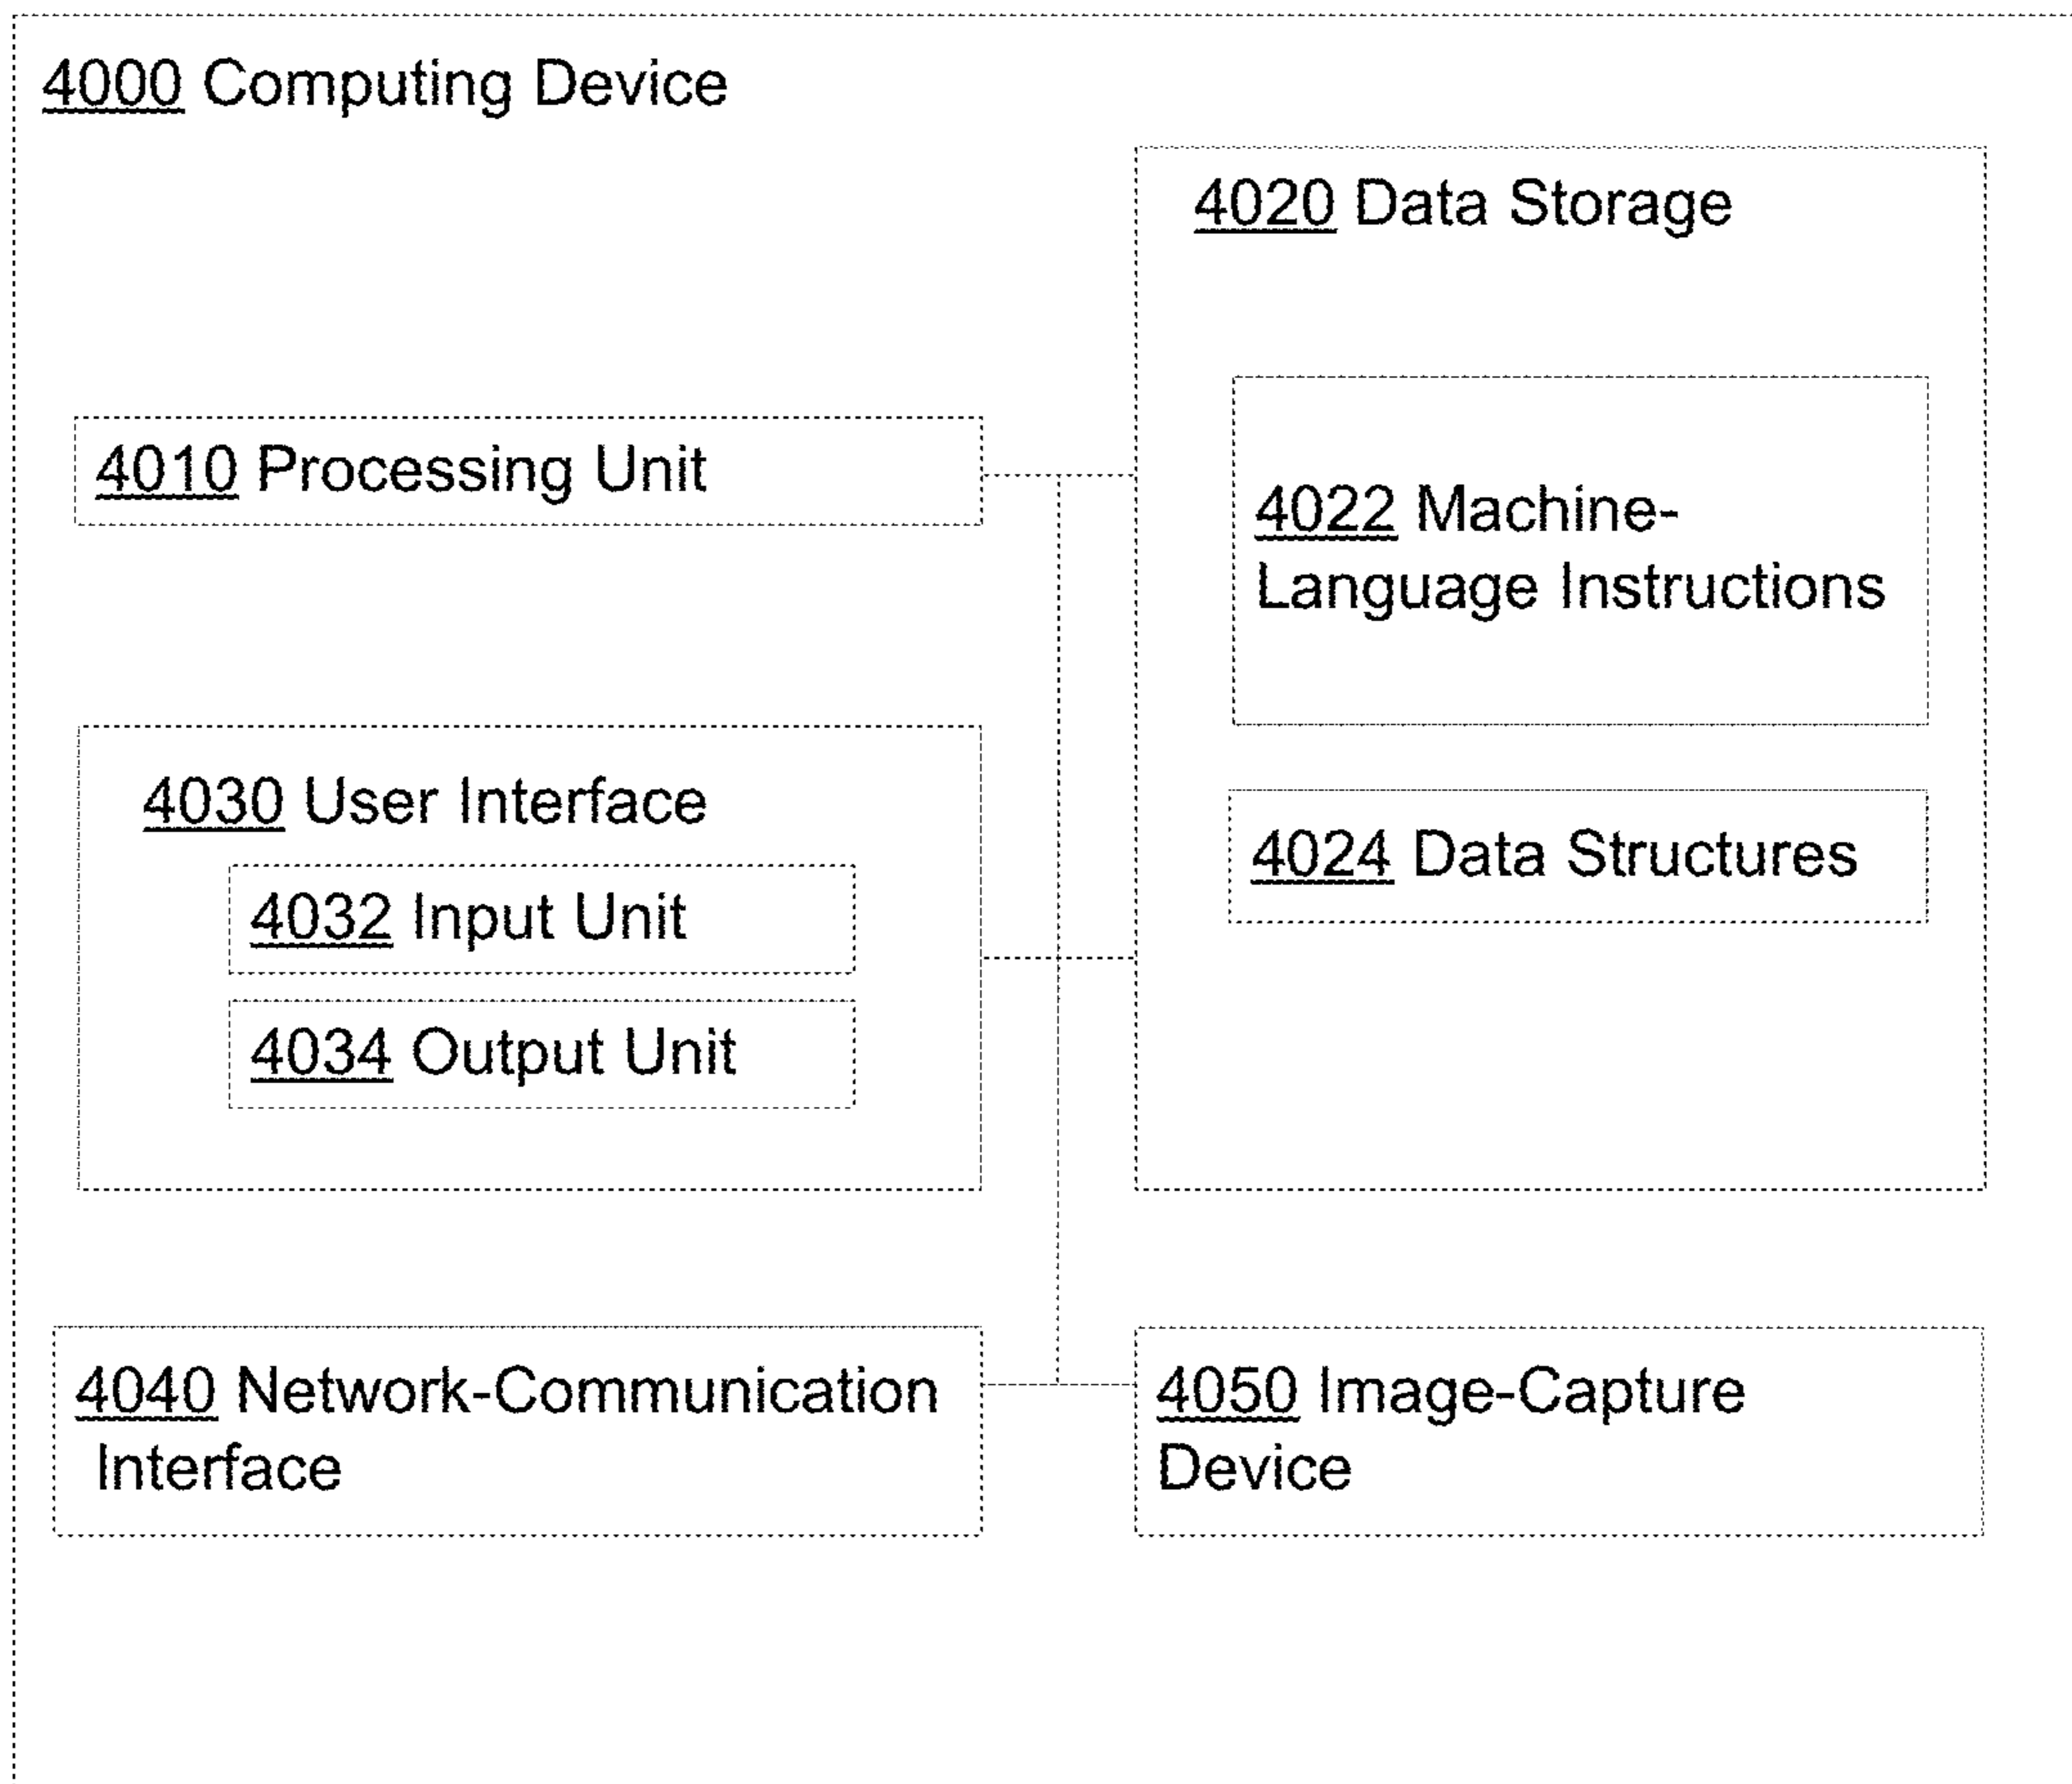 4000 Computing Device
4020 Data Storage
4010 Processing Unit
4022 Machine-
Language Instructions
4030 User Interface
4024 Data Structures
4032 Input Unit
4034 Output Unit
4040 Network-Communication
Interface
4050 Image-Capture
Device